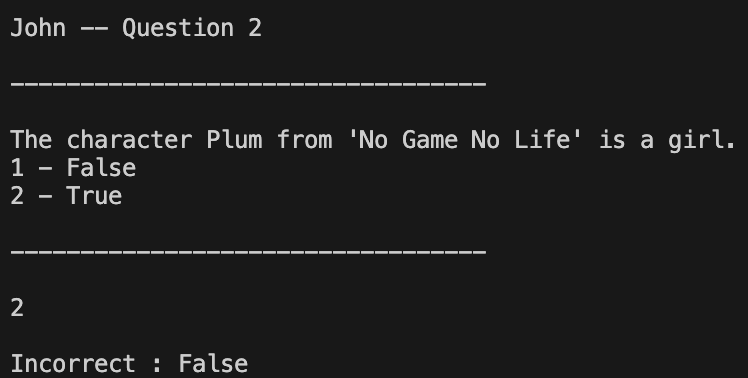 John -- Question 2
----------------------------------
The character Plum from 'No Game No Life' is a girl.
1 - False
2 - True
----------------------------------
2
Incorrect : False